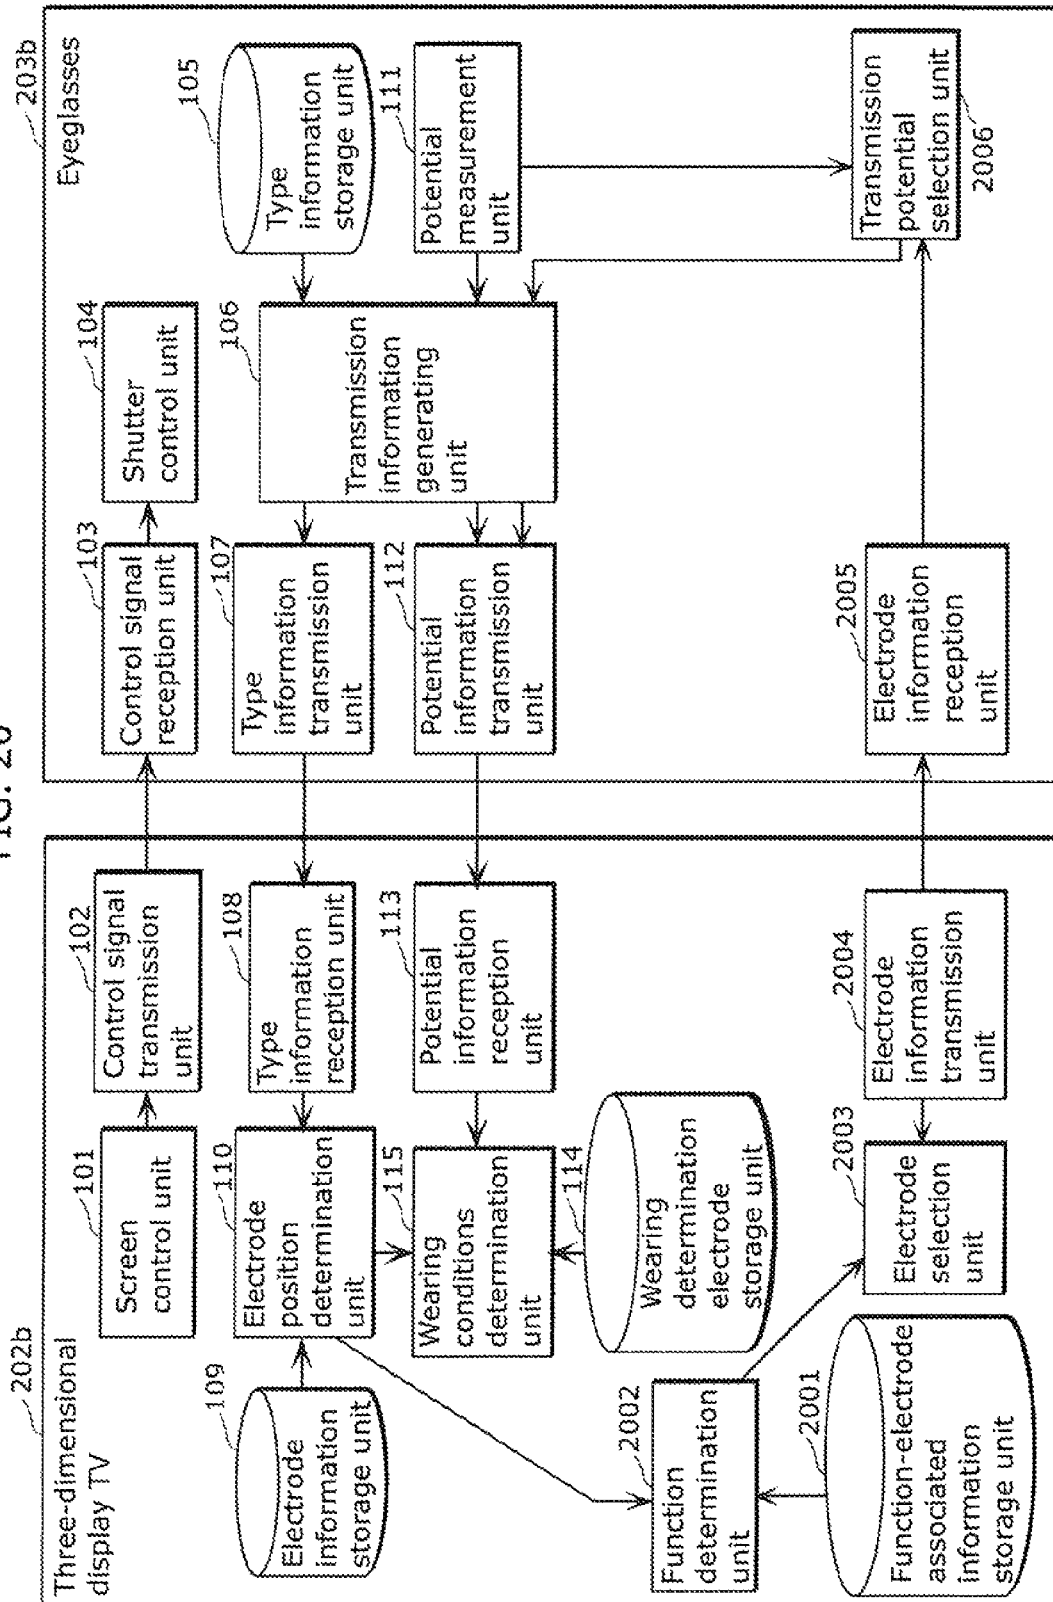 FIG. 20
202b
Three-dimensional
display TV
101
Screen
control unit
102
Control signal
transmission
unit
109
Electrode
information
storage unit
110
Electrode
position
determination
unit
108
Type
information
reception unit
115
Wearing
conditions
determination
unit
113
Potential
information
reception
unit
114
Wearing
determination
electrode
storage unit
2002
Function
determination
unit
2001
Function-electrode
associated
information
storage unit
2003
Electrode
selection
unit
2004
Electrode
information
transmission
unit
203b
Eyeglasses
103
Control signal
reception unit
104
Shutter
control unit
107
Type
information
transmission
unit
106
Transmission
information
generating
unit
105
Type
information
storage unit
112
Potential
information
transmission
unit
111
Potential
measurement
unit
2005
Electrode
information
reception
unit
Transmission
potential
selection unit
2006